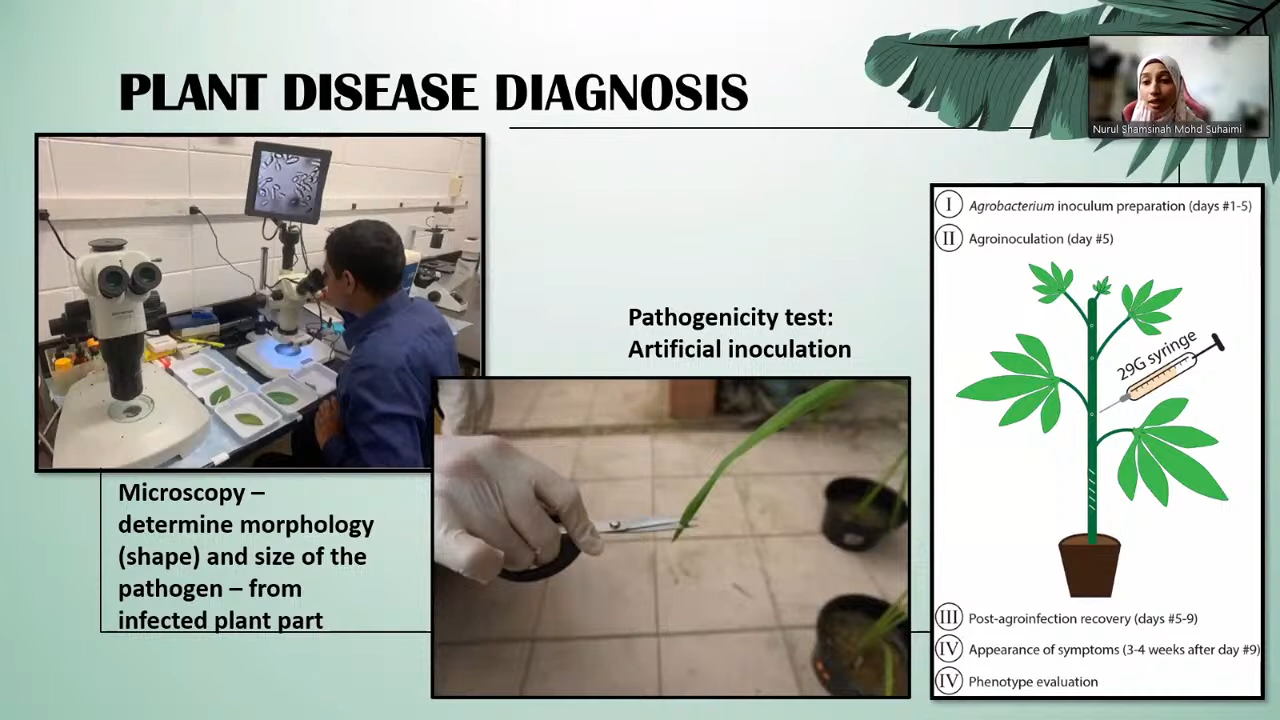 PLANT DISEASE DIAGNOSIS
Nurul Shamsinah Mohd Suhaimi
Microscopy –
determine morphology
(shape) and size of the
pathogen – from
infected plant part
Pathogenicity test:
Artificial inoculation
I Agrobacterium inoculum preparation (days #1-5)
II Agroinoculation (day #5)
29G syringe
III Post-agroinfection recovery (days #5-9)
IV Appearance of symptoms (3-4 weeks after day #9)
IV Phenotype evaluation